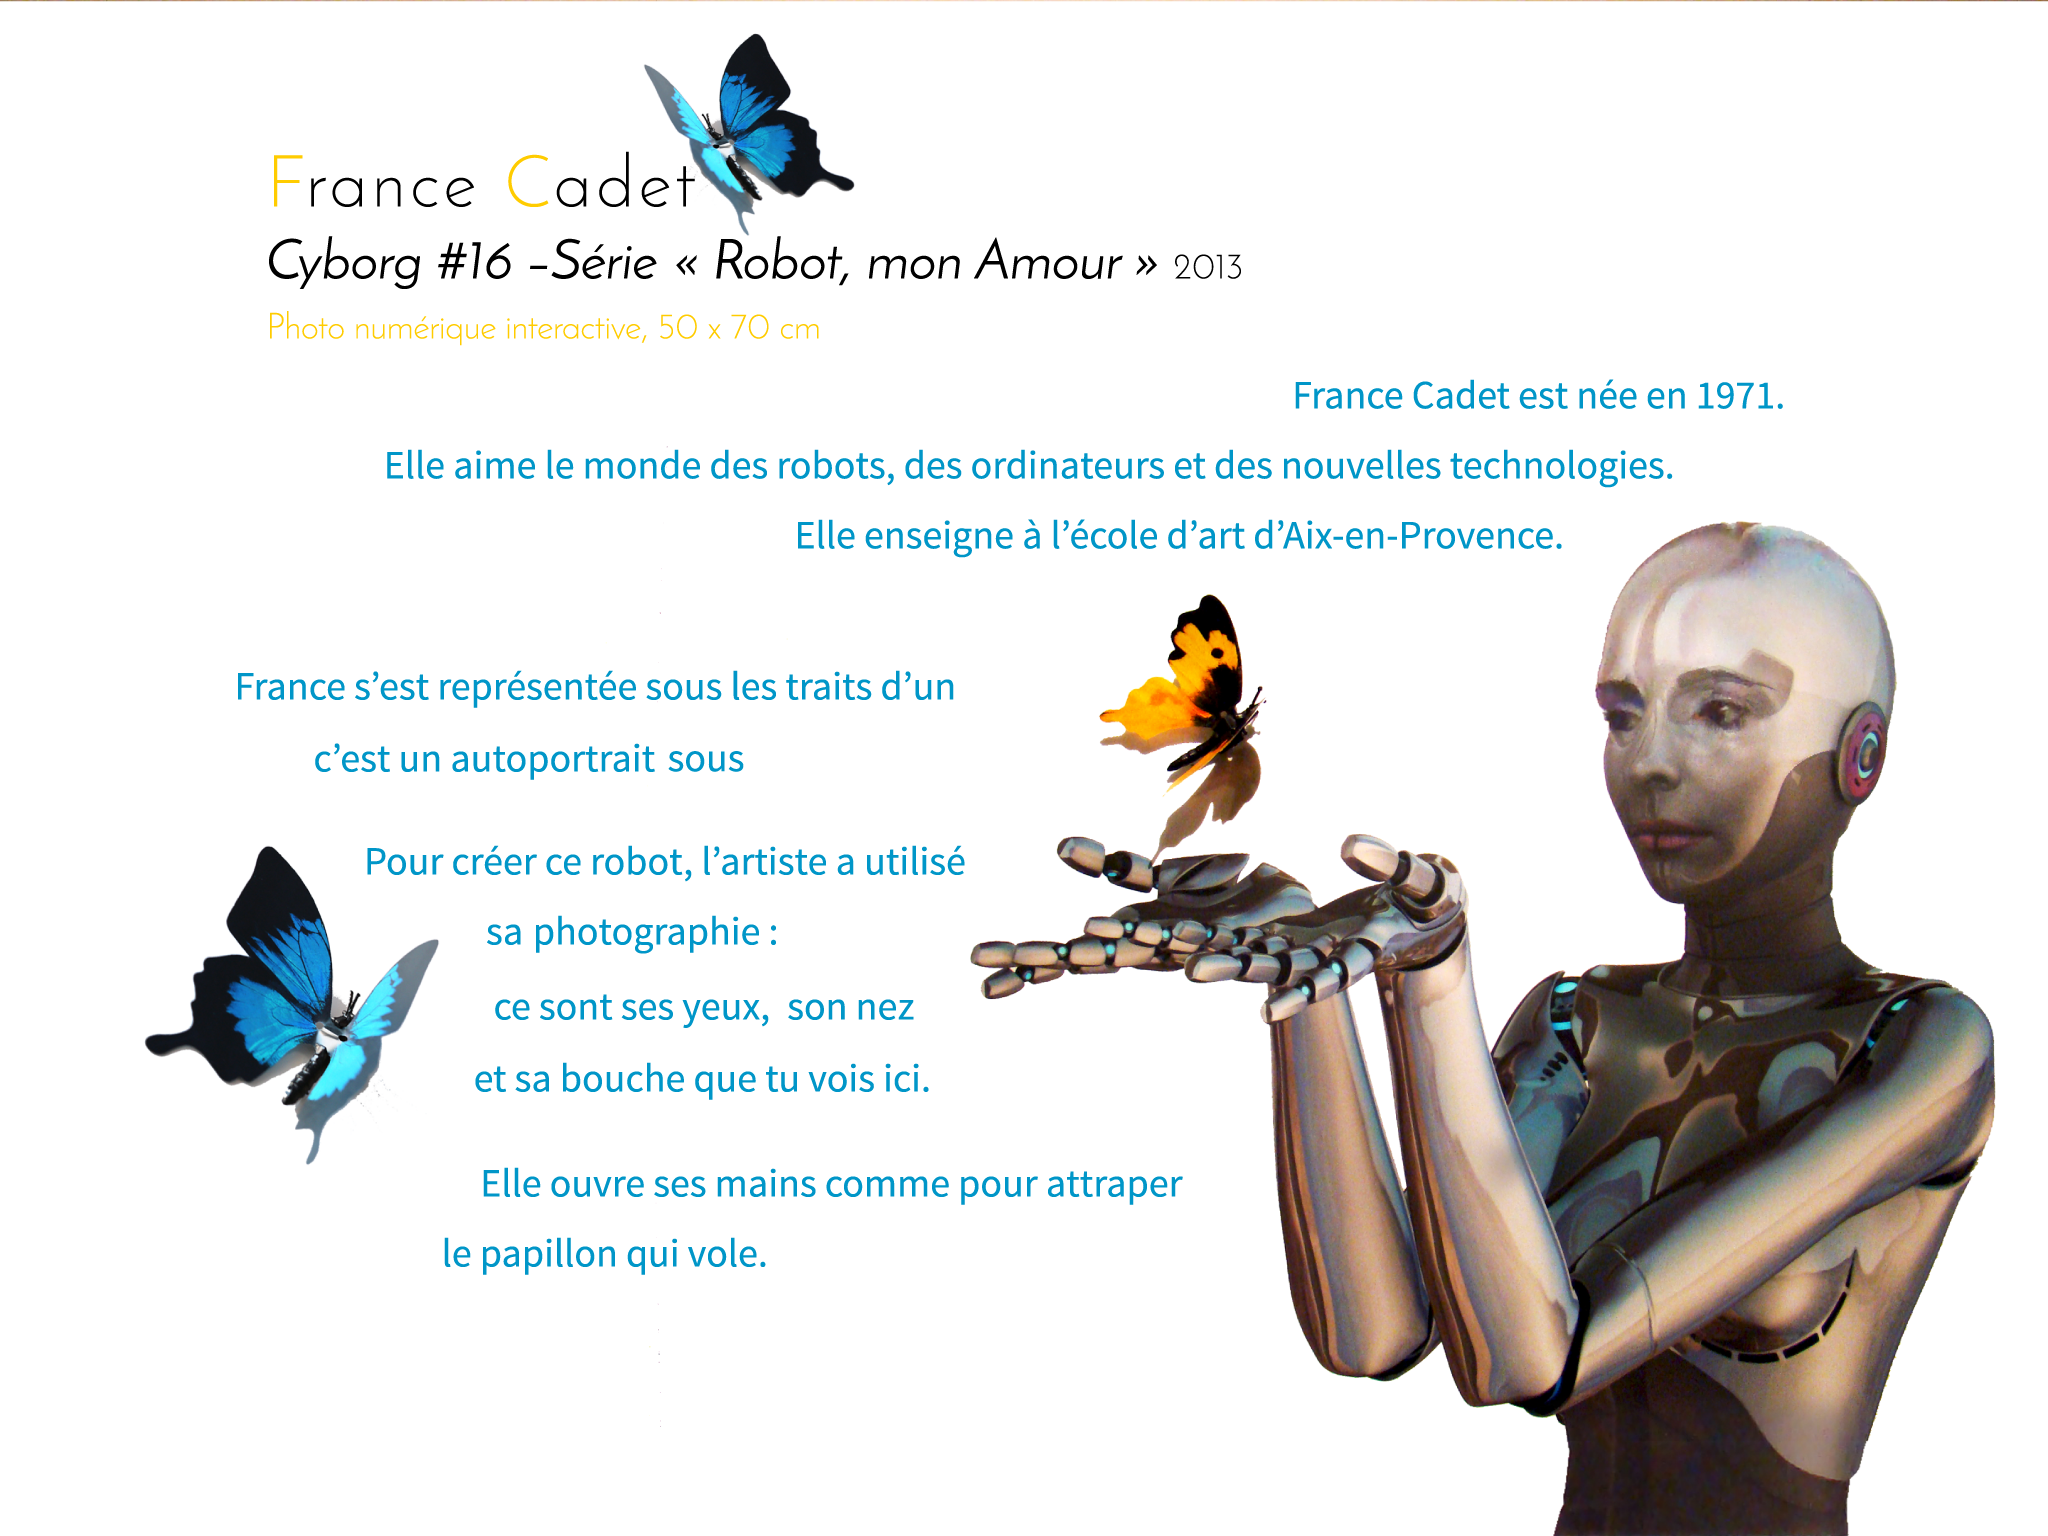 France Cadet
Cyborg #16 –Série « Robot, mon Amour » 2013
Photo numérique interactive, 50 x 70 cm
France Cadet est née en 1971.
Elle aime le monde des robots, des ordinateurs et des nouvelles technologies.
Elle enseigne à l’école d’art d’Aix-en-Provence.
France s’est représentée sous les traits d’un
c’est un autoportrait sous
Pour créer ce robot, l’artiste a utilisé
sa photographie :
ce sont ses yeux, son nez
et sa bouche que tu vois ici.
Elle ouvre ses mains comme pour attraper
le papillon qui vole.